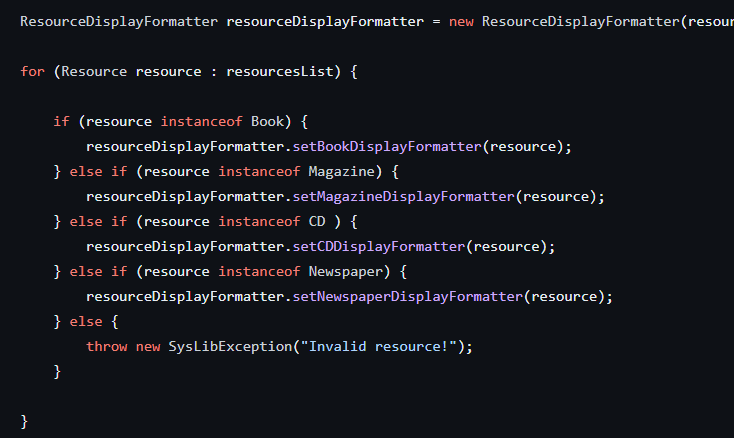 ResourceDisplayFormatter resourceDisplayFormatter = new ResourceDisplayFormatter(resour
for (Resource resource : resourcesList) {
if (resource instanceof Book) {
resourceDisplayFormatter.setBookDisplayFormatter(resource);
} else if (resource instanceof Magazine) {
resourceDisplayFormatter.setMagazineDisplayFormatter(resource);
} else if (resource instanceof CD ) {
resourceDisplayFormatter.setCDDisplayFormatter(resource);
} else if (resource instanceof Newspaper) {
resourceDisplayFormatter.setNewspaperDisplayFormatter(resource);
} else {
throw new SysLibException("Invalid resource!");
}
}